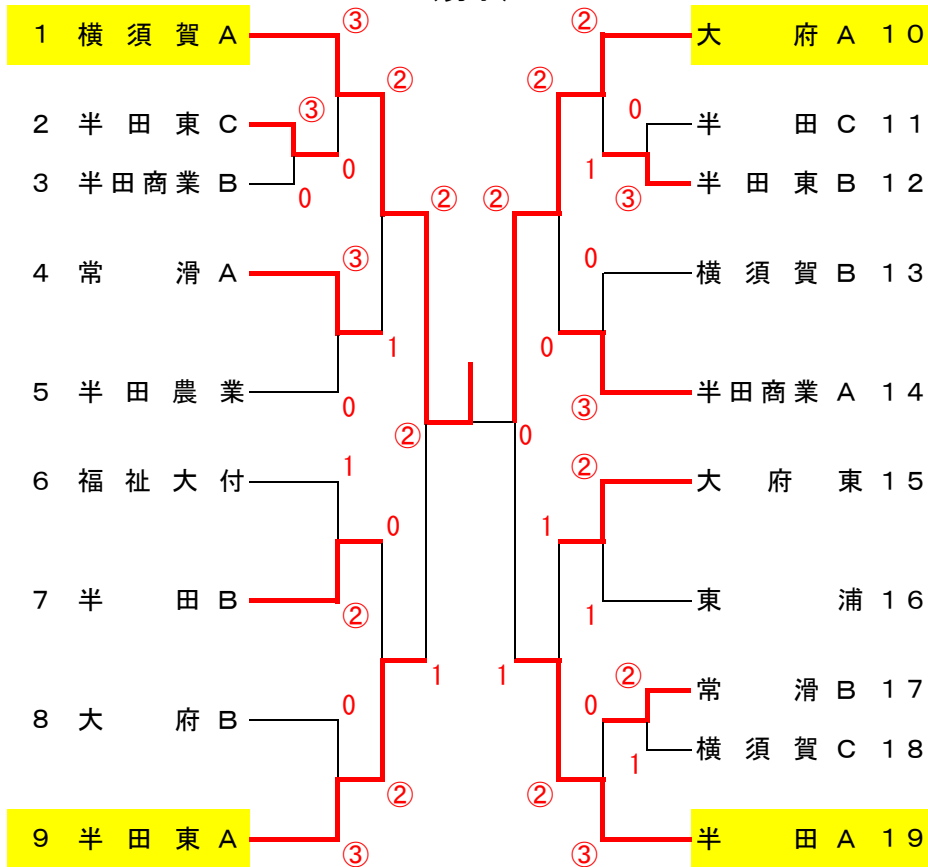 ③ ②
1 横須賀A 大府A 10
② ②
③ 0
2 半田東C 半田C 11
0 1
3 半田商業B 半田東B 12
0 ③
② ②
③ 0
4 常滑A 横須賀B 13
1 0
5 半田農業 半田商業A 14
0 ③
② 0
1 ②
6 福祉大付 大府東 15
0 1
7 半田B 東浦 16
② 1
1 1
②
0 0
常滑B 17
8 大府B
1
横須賀C 18
② ②
9 半田東A 半田A 19
③ ③